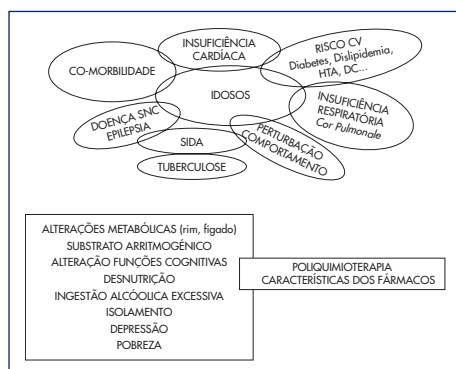 INSUFICIÊNCIA
CARDÍACA
RISCO CV
Diabetes, Dislipidemia,
HTA, DC...
CO-MORBILIDADE
IDOSOS
INSUFICIÊNCIA
RESPIRATÓRIA
Cor Pulmonale
DOENÇA SNC
EPILEPSIA
SIDA
PERTURBAÇÃO
COMPORTAMENTO
TUBERCULOSE
ALTERAÇÕES METABÓLICAS (rim, fígado)
SUBSTRATO ARRITMOGÉNICO
ALTERAÇÃO FUNÇÕES COGNITIVAS
DESNUTRIÇÃO
INGESTÃO ALCÓOLICA EXCESSIVA
ISOLAMENTO
DEPRESSÃO
POBREZA
POLIQUIMIOTERAPIA
CARACTERÍSTICAS DOS FÁRMACOS